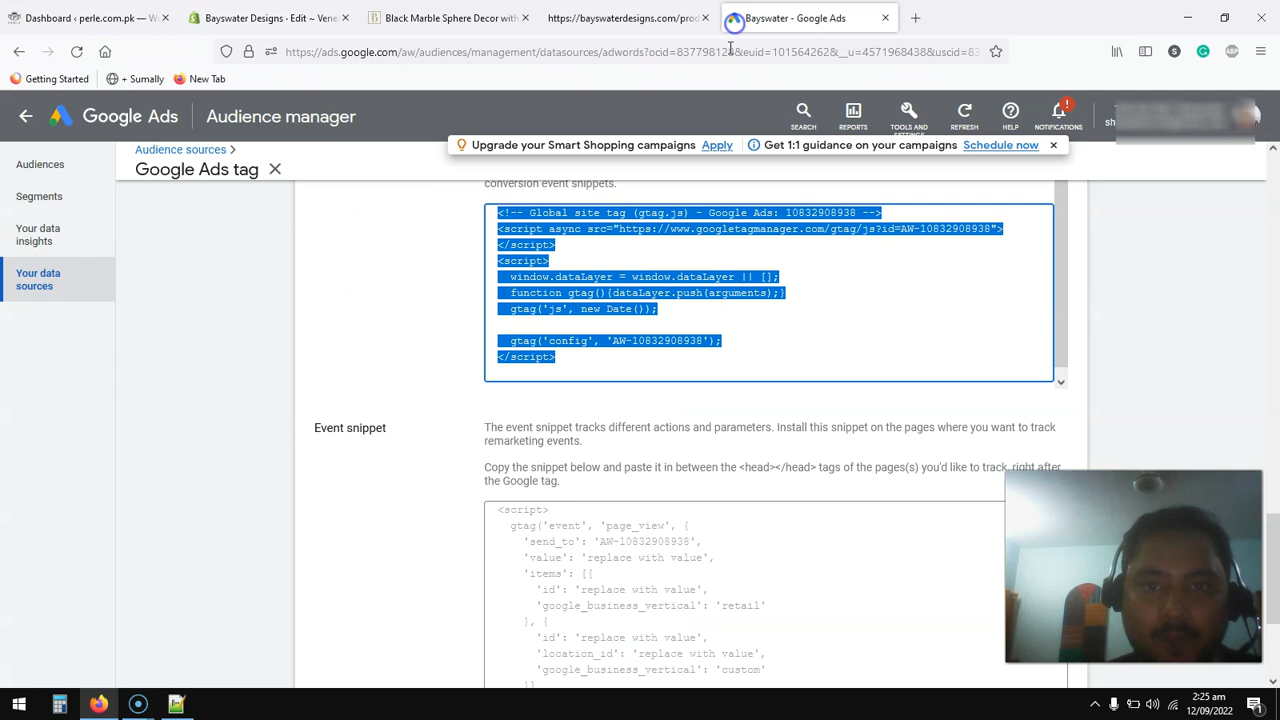 Dashboard ‹ perle.com.pk — W
Bayswater Designs · Edit ~ Vene
Black Marble Sphere Decor with
https://bayswaterdesigns.com/prod
Bayswater - Google Ads
https://ads.google.com/aw/audiences/management/datasources/adwords?ocid=837798128&euid=101564262&__u=4571968438&uscid=83
Getting Started
+ Sumally
New Tab
Google Ads
Audience manager
SEARCH
REPORTS
TOOLS AND
SETTINGS
REFRESH
HELP
NOTIFICATIONS
sh
Upgrade your Smart Shopping campaigns Apply
Get 1:1 guidance on your campaigns Schedule now
Audiences
Segments
Your data
insights
Your data
sources
Audience sources
Google Ads tag
conversion event snippets.
<!-- Global site tag (gtag.js) - Google Ads: 10832908938 -->
<script async src="https://www.googletagmanager.com/gtag/js?id=AW-10832908938">
</script>
<script>
window.dataLayer = window.dataLayer || [];
function gtag(){dataLayer.push(arguments);}
gtag('js', new Date());
gtag('config', 'AW-10832908938');
</script>
Event snippet
The event snippet tracks different actions and parameters. Install this snippet on the pages where you want to track
remarketing events.
Copy the snippet below and paste it in between the <head></head> tags of the pages(s) you'd like to track, right after
the Google tag.
<script>
gtag('event', 'page_view', {
'send_to': 'AW-10832908938',
'value': 'replace with value',
'items': [{
'id': 'replace with value',
'google_business_vertical': 'retail'
}, {
'id': 'replace with value',
'location_id': 'replace with value',
'google_business_vertical': 'custom'
}]
2:25 am
12/09/2022